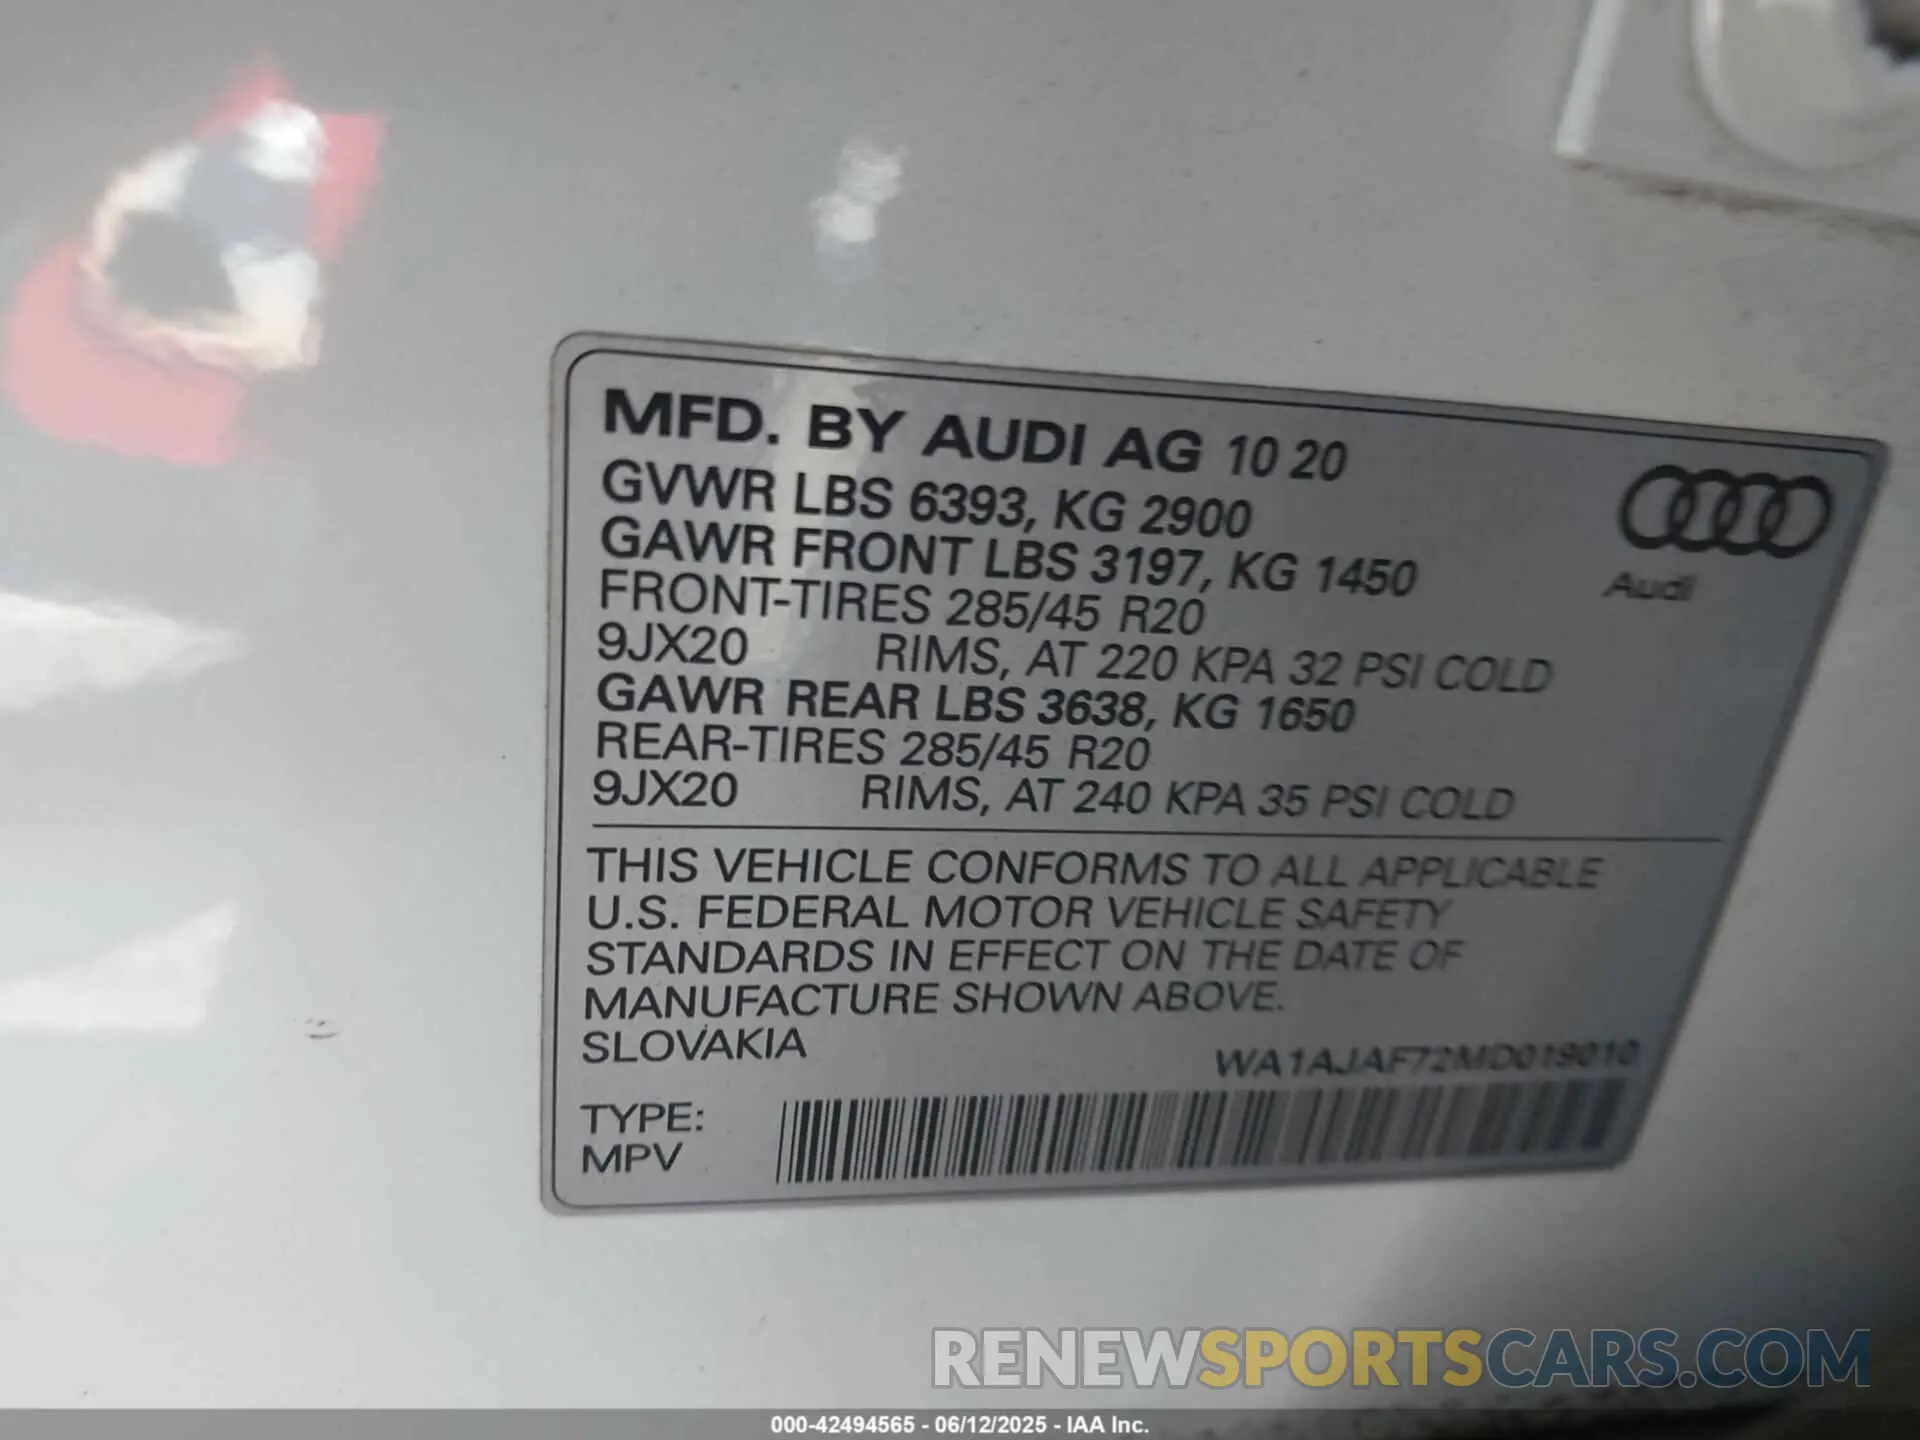 MFD. BY AUDI AG 10 20
GVWR LBS 6393, KG 2900
GAWR FRONT LBS 3197, KG 1450
FRONT-TIRES 285/45 R20
9JX20 RIMS, AT 220 KPA 32 PSI COLD
GAWR REAR LBS 3638, KG 1650
REAR-TIRES 285/45 R20
9JX20 RIMS, AT 240 KPA 35 PSI COLD
Audi
THIS VEHICLE CONFORMS TO ALL APPLICABLE
U.S. FEDERAL MOTOR VEHICLE SAFETY
STANDARDS IN EFFECT ON THE DATE OF
MANUFACTURE SHOWN ABOVE.
SLOVAKIA
WA1AJAF72MD019010
TYPE:
MPV
RENEWSPORTSCARS.COM
000-42494565 - 06/12/2025 - IAA Inc.